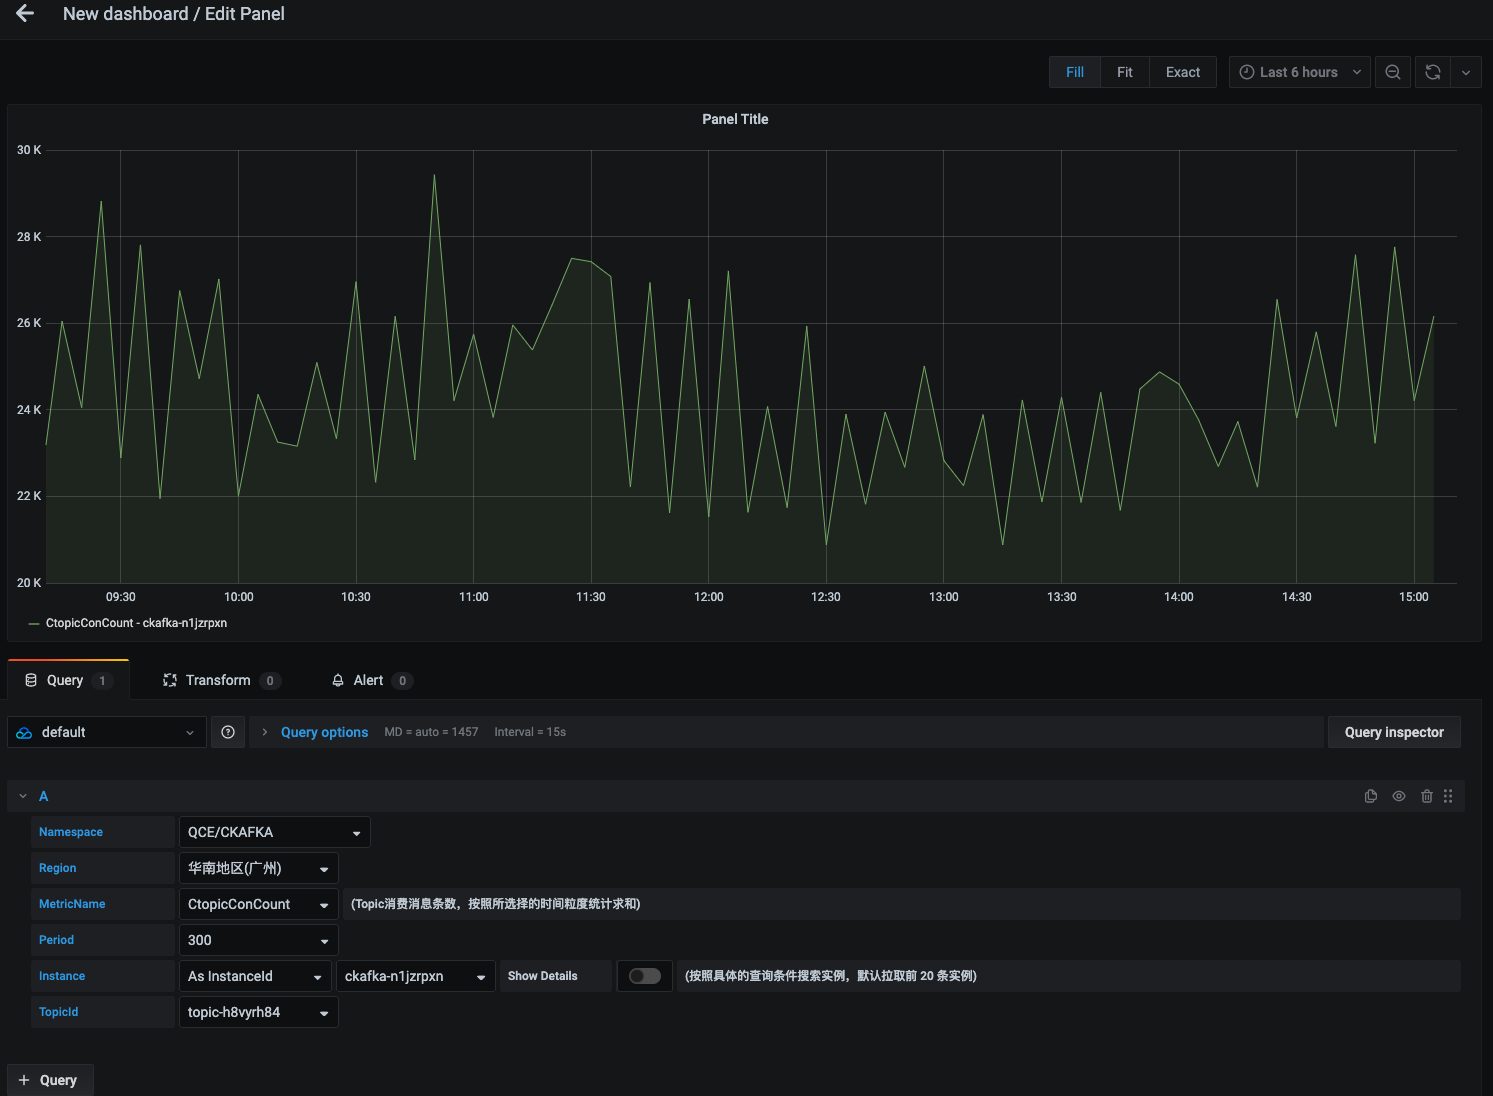 New dashboard / Edit Panel
Fill Fit Exact Last 6 hours
Panel Title
30 K
28 K
26 K
24 K
22 K
20 K
09:30 10:00 10:30 11:00 11:30 12:00 12:30 13:00 13:30 14:00 14:30 15:00
CtopicConCount - ckafka-n1jzrpxn
Query 1 Transform 0 Alert 0
default Query options MD = auto = 1457 Interval = 15s Query inspector
A
Namespace QCE/CKAFKA
Region 华南地区(广州)
MetricName CtopicConCount (Topic消费消息条数，按照所选择的时间粒度统计求和)
Period 300
Instance As InstanceId ckafka-n1jzrpxn Show Details (按照具体的查询条件搜索实例，默认拉取前 20 条实例)
TopicId topic-h8vyrh84
+ Query